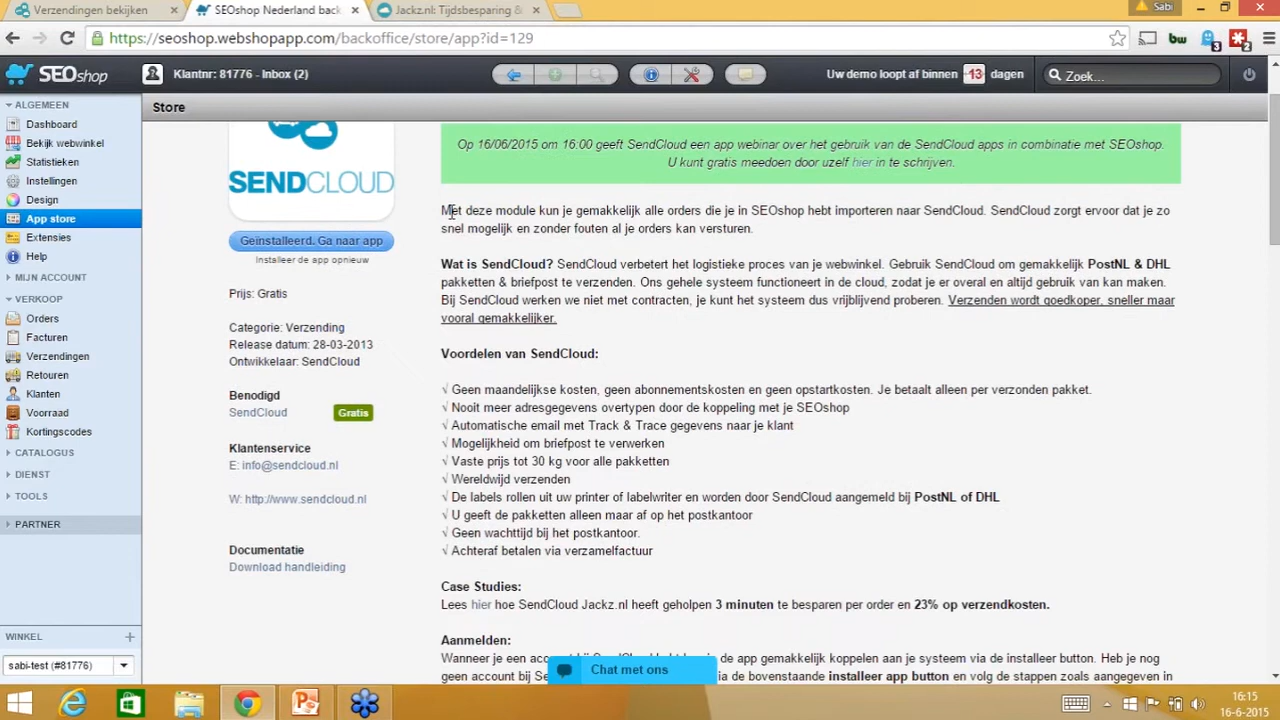 Verzendingen bekijken
SEOshop Nederland back
Jackz.nl: Tijdsbesparing &
Sabi
https://seoshop.webshopapp.com/backoffice/store/app?id=129
bw
3
2
SEOshop
Klantnr: 81776 - Inbox (2)
Uw demo loopt af binnen 13 dagen
Zoek...
ALGEMEEN
Dashboard
Bekijk webwinkel
Statistieken
Instellingen
Design
App store
Extensies
Help
MIJN ACCOUNT
VERKOOP
Orders
Facturen
Verzendingen
Retouren
Klanten
Voorraad
Kortingscodes
CATALOGUS
DIENST
TOOLS
PARTNER
WINKEL
sabi-test (#81776)
Store
SENDCLOUD
Geïnstalleerd. Ga naar app
Installeer de app opnieuw
Prijs: Gratis
Categorie: Verzending
Release datum: 28-03-2013
Ontwikkelaar: SendCloud
Benodigd
SendCloud Gratis
Klantenservice
E: info@sendcloud.nl
W: http://www.sendcloud.nl
Documentatie
Download handleiding
Op 16/06/2015 om 16.00 geeft SendCloud een app webinar over het gebruik van de SendCloud apps in combinatie met SEOshop.
U kunt gratis meedoen door uzelf hier in te schrijven.
Met deze module kun je gemakkelijk alle orders die je in SEOshop hebt importeren naar SendCloud. SendCloud zorgt ervoor dat je zo
snel mogelijk en zonder fouten al je orders kan versturen.
Wat is SendCloud? SendCloud verbetert het logistieke proces van je webwinkel. Gebruik SendCloud om gemakkelijk PostNL & DHL
pakketten & briefpost te verzenden. Ons gehele systeem functioneert in de cloud, zodat je er overal en altijd gebruik van kan maken.
Bij SendCloud werken we niet met contracten, je kunt het systeem dus vrijblijvend proberen. Verzenden wordt goedkoper, sneller maar
vooral gemakkelijker.
Voordelen van SendCloud:
√ Geen maandelijkse kosten, geen abonnementskosten en geen opstartkosten. Je betaalt alleen per verzonden pakket.
√ Nooit meer adresgegevens overtypen door de koppeling met je SEOshop
√ Automatische email met Track & Trace gegevens naar je klant
√ Mogelijkheid om briefpost te verwerken
√ Vaste prijs tot 30 kg voor alle pakketten
√ Wereldwijd verzenden
√ De labels rollen uit uw printer of labelwriter en worden door SendCloud aangemeld bij PostNL of DHL
√ U geeft de pakketten alleen maar af op het postkantoor
√ Geen wachttijd bij het postkantoor.
√ Achteraf betalen via verzamelfactuur
Case Studies:
Lees hier hoe SendCloud Jackz.nl heeft geholpen 3 minuten te besparen per order en 23% op verzendkosten.
Aanmelden:
Wanneer je een de app gemakkelijk koppelen aan je systeem via de installeer button. Heb je nog
geen account bij via de bovenstaande installeer app button en volg de stappen zoals aangegeven in
Chat met ons
16:15
16-6-2015